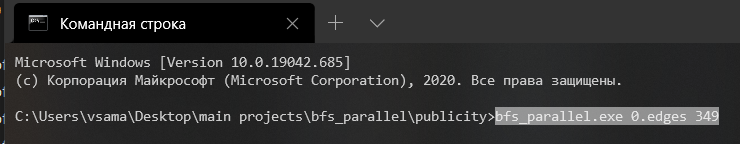 Командная строка
Microsoft Windows [Version 10.0.19042.685]
(c) Корпорация Майкрософт (Microsoft Corporation), 2020. Все права защищены.
C:\Users\vsama\Desktop\main projects\bfs_parallel\publicity>bfs_parallel.exe 0.edges 349